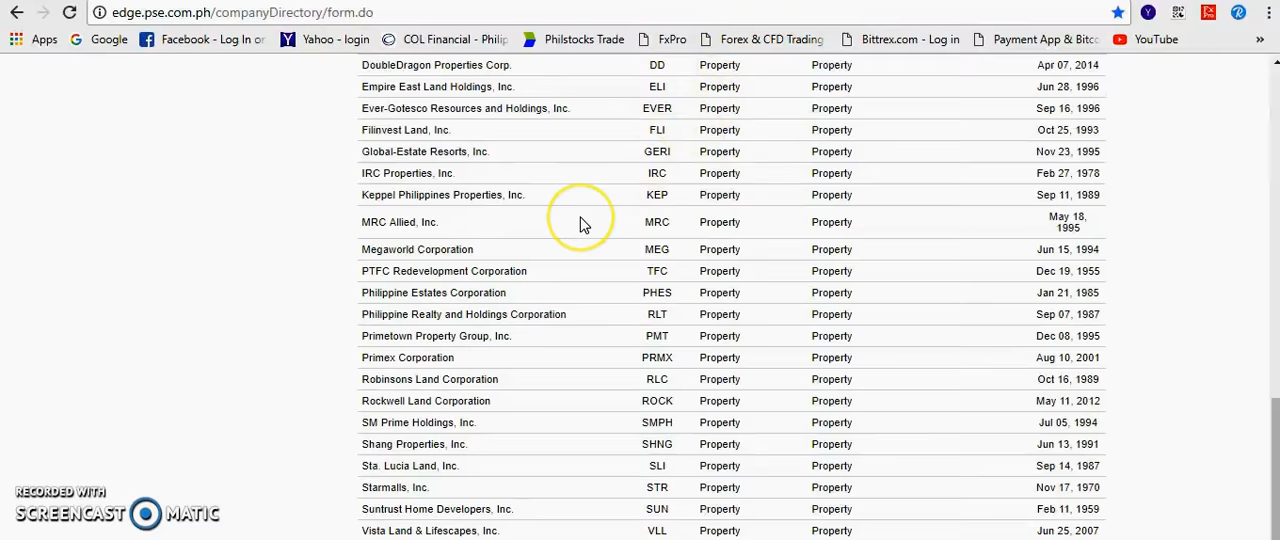 edge.pse.com.ph/companyDirectory/form.do
Apps Google Facebook - Log In or Yahoo - login COL Financial - Philip Philstocks Trade FxPro Forex & CFD Trading Bittrex.com - Log in Payment App & Bitco YouTube »
DoubleDragon Properties Corp. DD Property Property Apr 07, 2014
Empire East Land Holdings, Inc. ELI Property Property Jun 28, 1996
Ever-Gotesco Resources and Holdings, Inc. EVER Property Property Sep 16, 1996
Filinvest Land, Inc. FLI Property Property Oct 25, 1993
Global-Estate Resorts, Inc. GERI Property Property Nov 23, 1995
IRC Properties, Inc. IRC Property Property Feb 27, 1978
Keppel Philippines Properties, Inc. KEP Property Property Sep 11, 1989
MRC Allied, Inc. MRC Property Property May 18,
1995
Megaworld Corporation MEG Property Property Jun 15, 1994
PTFC Redevelopment Corporation TFC Property Property Dec 19, 1955
Philippine Estates Corporation PHES Property Property Jan 21, 1985
Philippine Realty and Holdings Corporation RLT Property Property Sep 07, 1987
Primetown Property Group, Inc. PMT Property Property Dec 08, 1995
Primex Corporation PRMX Property Property Aug 10, 2001
Robinsons Land Corporation RLC Property Property Oct 16, 1989
Rockwell Land Corporation ROCK Property Property May 11, 2012
SM Prime Holdings, Inc. SMPH Property Property Jul 05, 1994
Shang Properties, Inc. SHNG Property Property Jun 13, 1991
Sta. Lucia Land, Inc. SLI Property Property Sep 14, 1987
Starmalls, Inc. STR Property Property Nov 17, 1970
Suntrust Home Developers, Inc. SUN Property Property Feb 11, 1959
Vista Land & Lifescapes, Inc. VLL Property Property Jun 25, 2007
RECORDED WITH
SCREENCAST MATIC